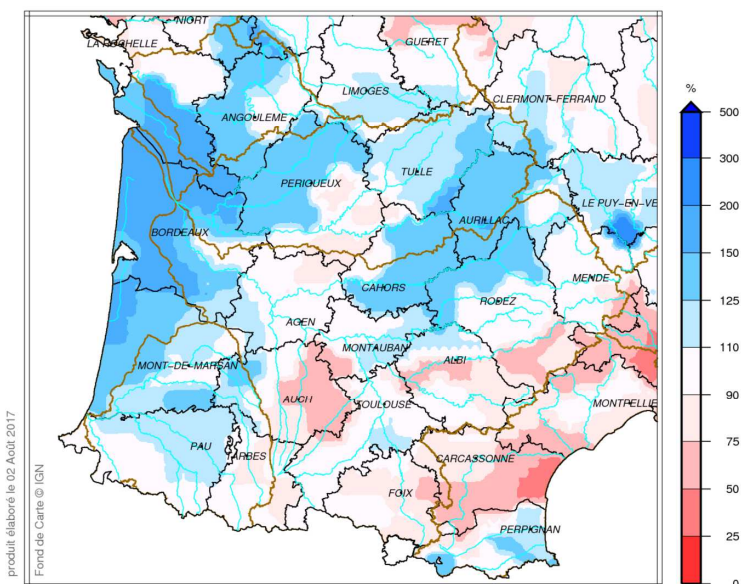 NIORT
LA ROCHELLE
GUERET
%
500
LIMOGES
CLERMONT-FERRAND
ANGOULEME
300
TULLE
PERIGUEUX
200
LE PUY-EN-VE
AURILLAC
BORDEAUX
150
MENDE
CAHORS
RODEZ
125
AGEN
110
MONTAUBAN
ALBI
MONT-DE-MARSAN
90
AUCH
TOULOUSE
MONTPELLIE
75
PAU
TARBES
CARCASSONNE
50
FOIX
PERPIGNAN
25
0
produit élaboré le 02 Août 2017
Fond de Carte © IGN